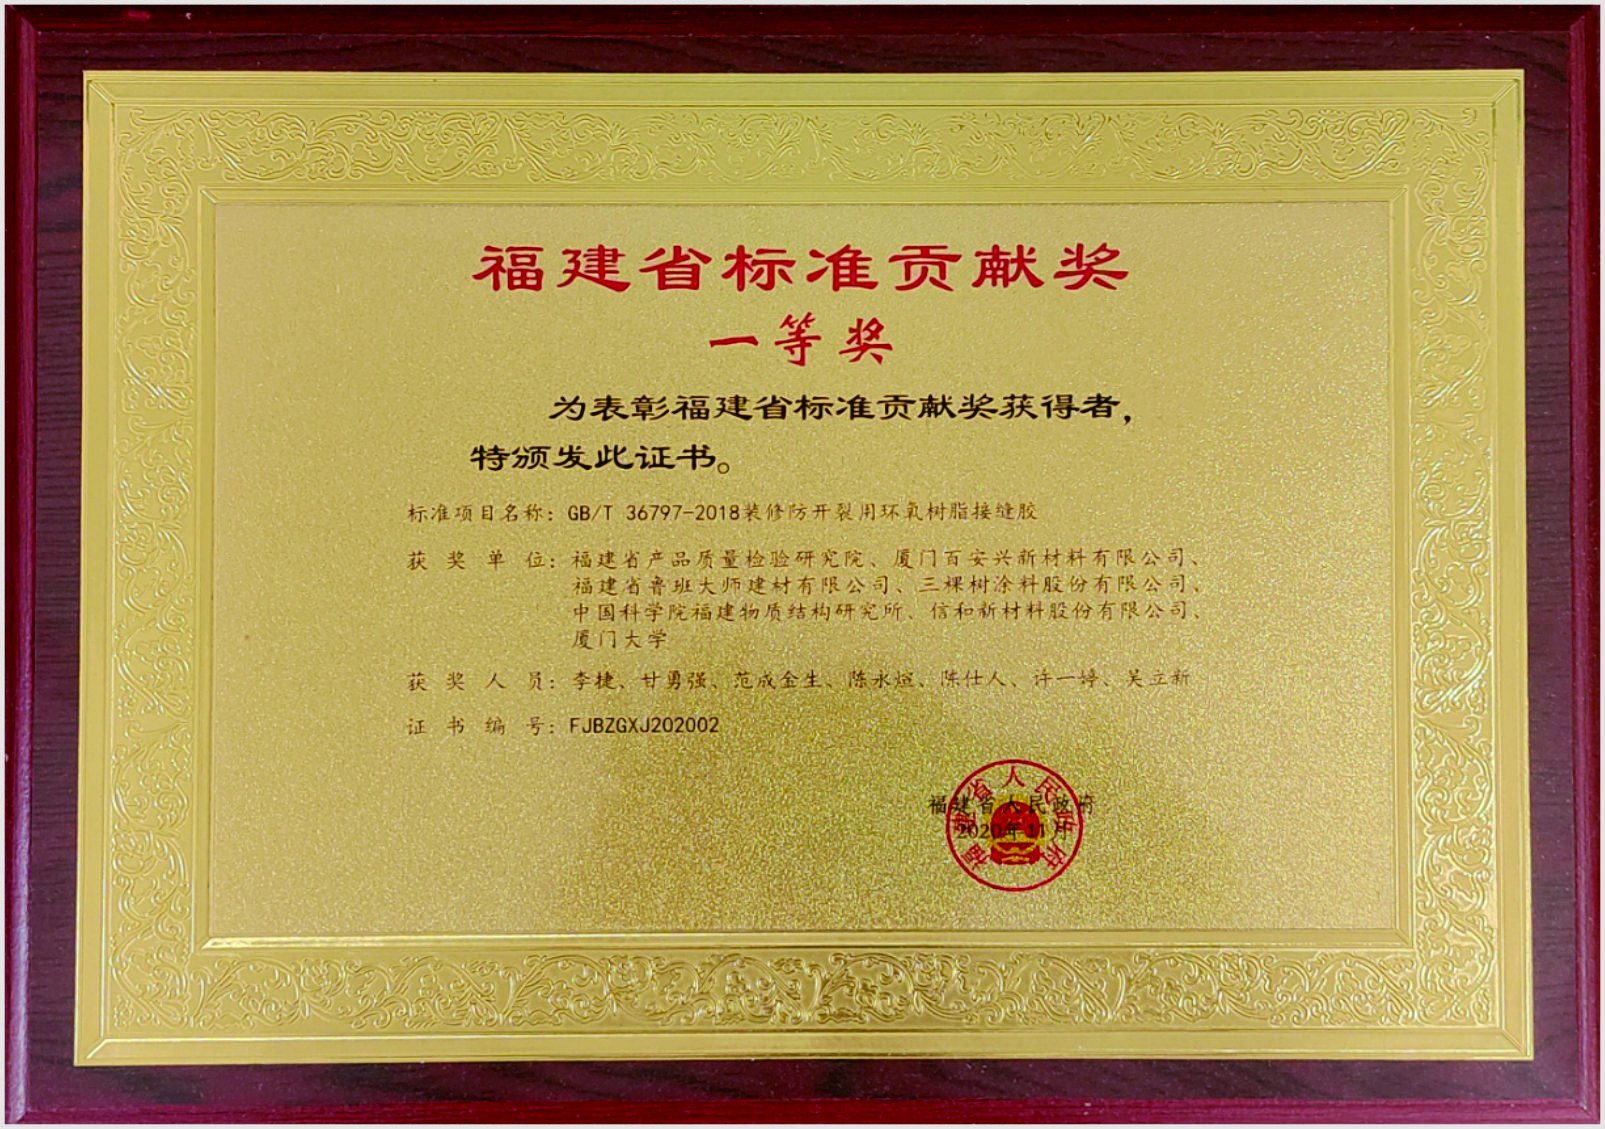 福建省标准贡献奖
一等奖
为表彰福建省标准贡献奖获得者，
特颁发此证书。
标准项目名称：GB/T 36797-2018装修防开裂用环氧树脂接缝胶
获奖单位：福建省产品质量检验研究院、厦门百安兴新材料有限公司、
福建省鲁班大师建材有限公司、三棵树涂料股份有限公司、
中国科学院福建物质结构研究所、信和新材料股份有限公司、
厦门大学
获奖人员：李捷、甘勇强、范成金生、陈永煊、陈仕人、许一婷、吴立新
证书编号：FJBZGXJ202002
福建省人民政府
2020年11月
福建省人民政府